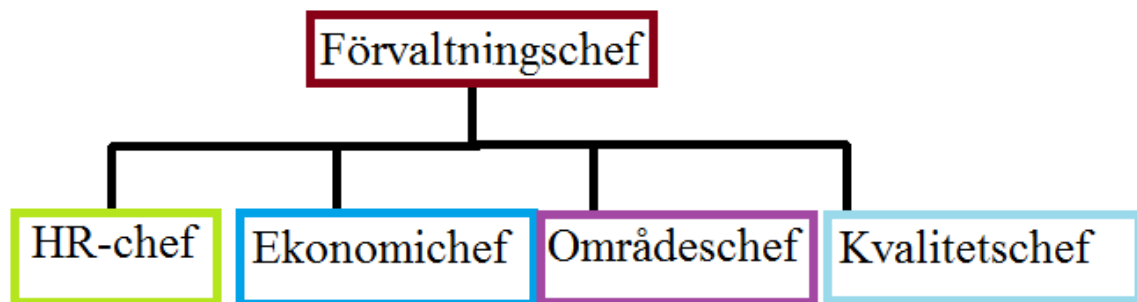 Förvaltningschef
HR-chef
Ekonomichef
Områdeschef
Kvalitetschef